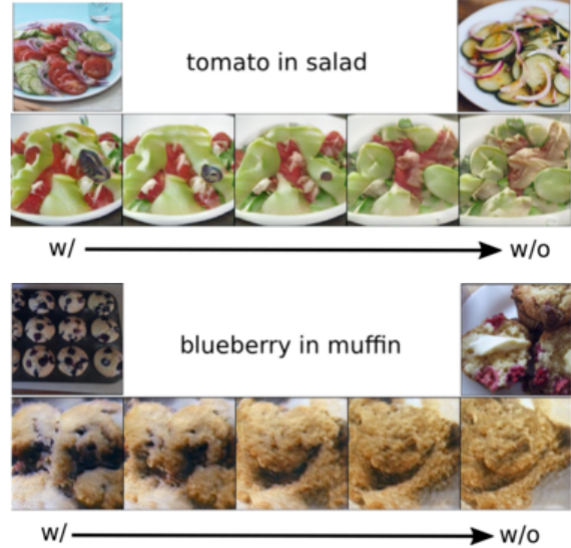 tomato in salad
w/ w/o
blueberry in muffin
w/ w/o